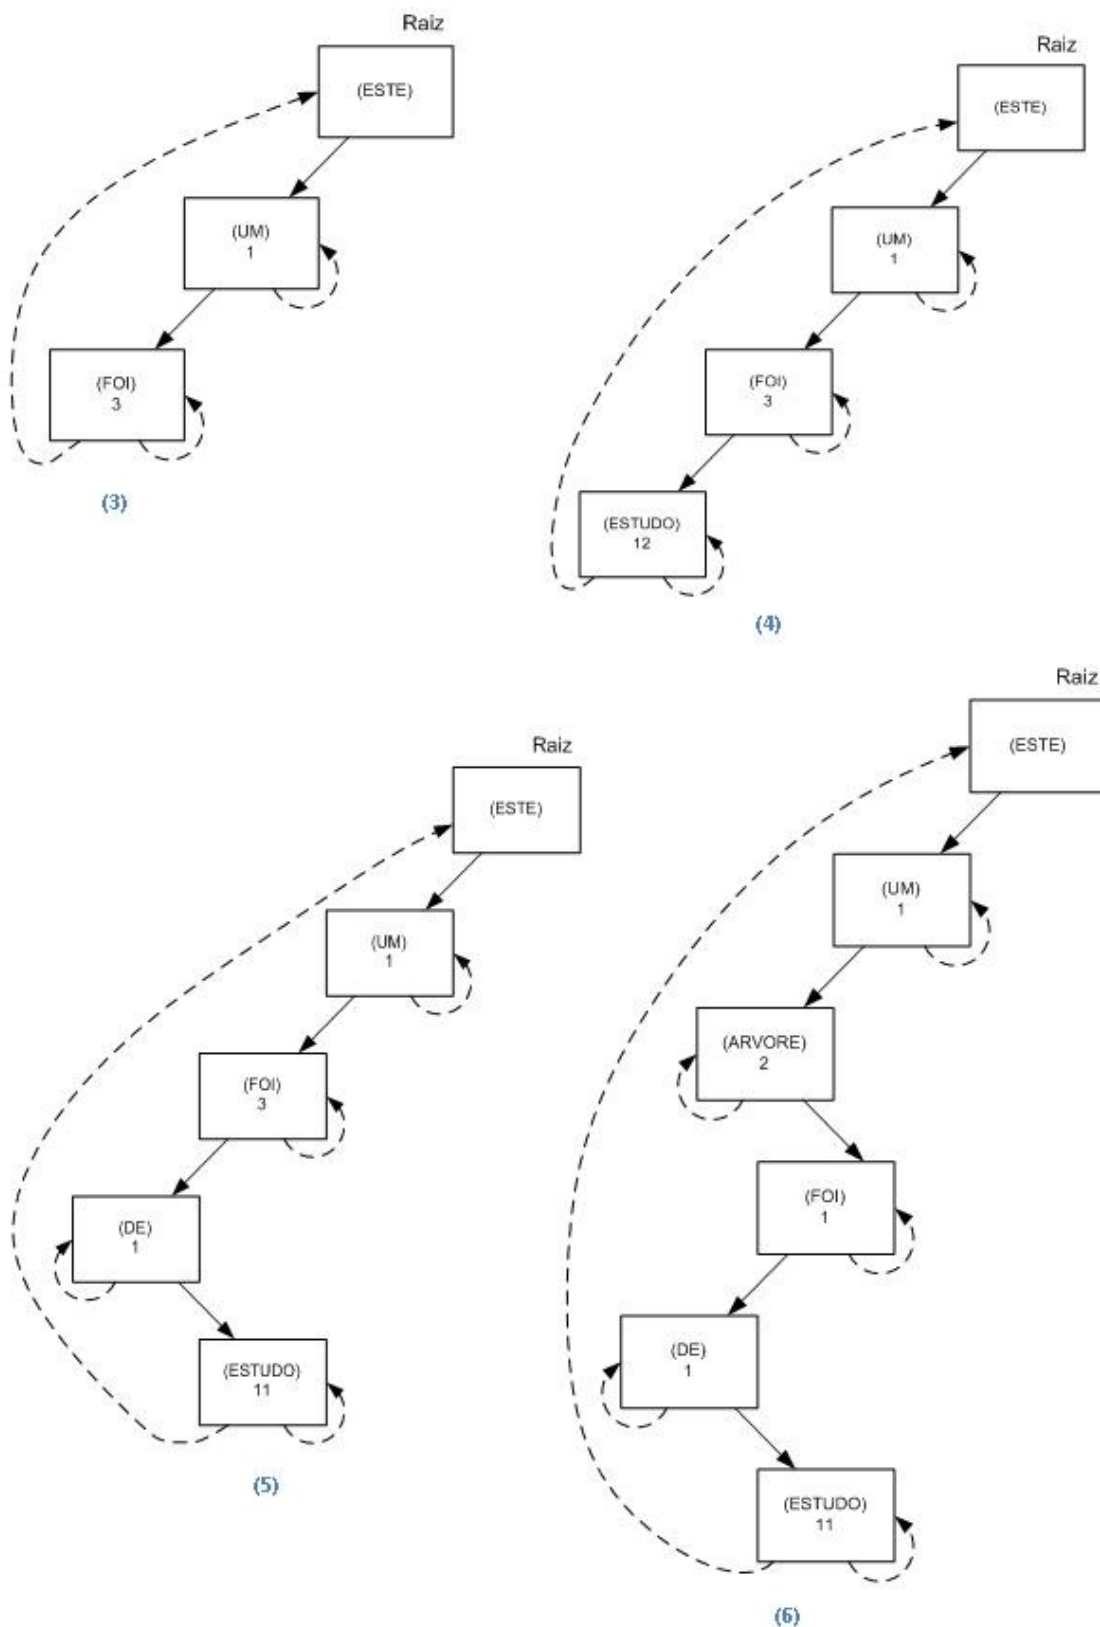 Raiz
(ESTE)
(UM)
1
(FOI)
3
(3)
Raiz
(ESTE)
(UM)
1
(FOI)
3
(ESTUDO)
12
(4)
Raiz
(ESTE)
(UM)
1
(FOI)
3
(DE)
1
(ESTUDO)
11
(5)
Raiz
(ESTE)
(UM)
1
(ARVORE)
2
(FOI)
1
(DE)
1
(ESTUDO)
11
(6)